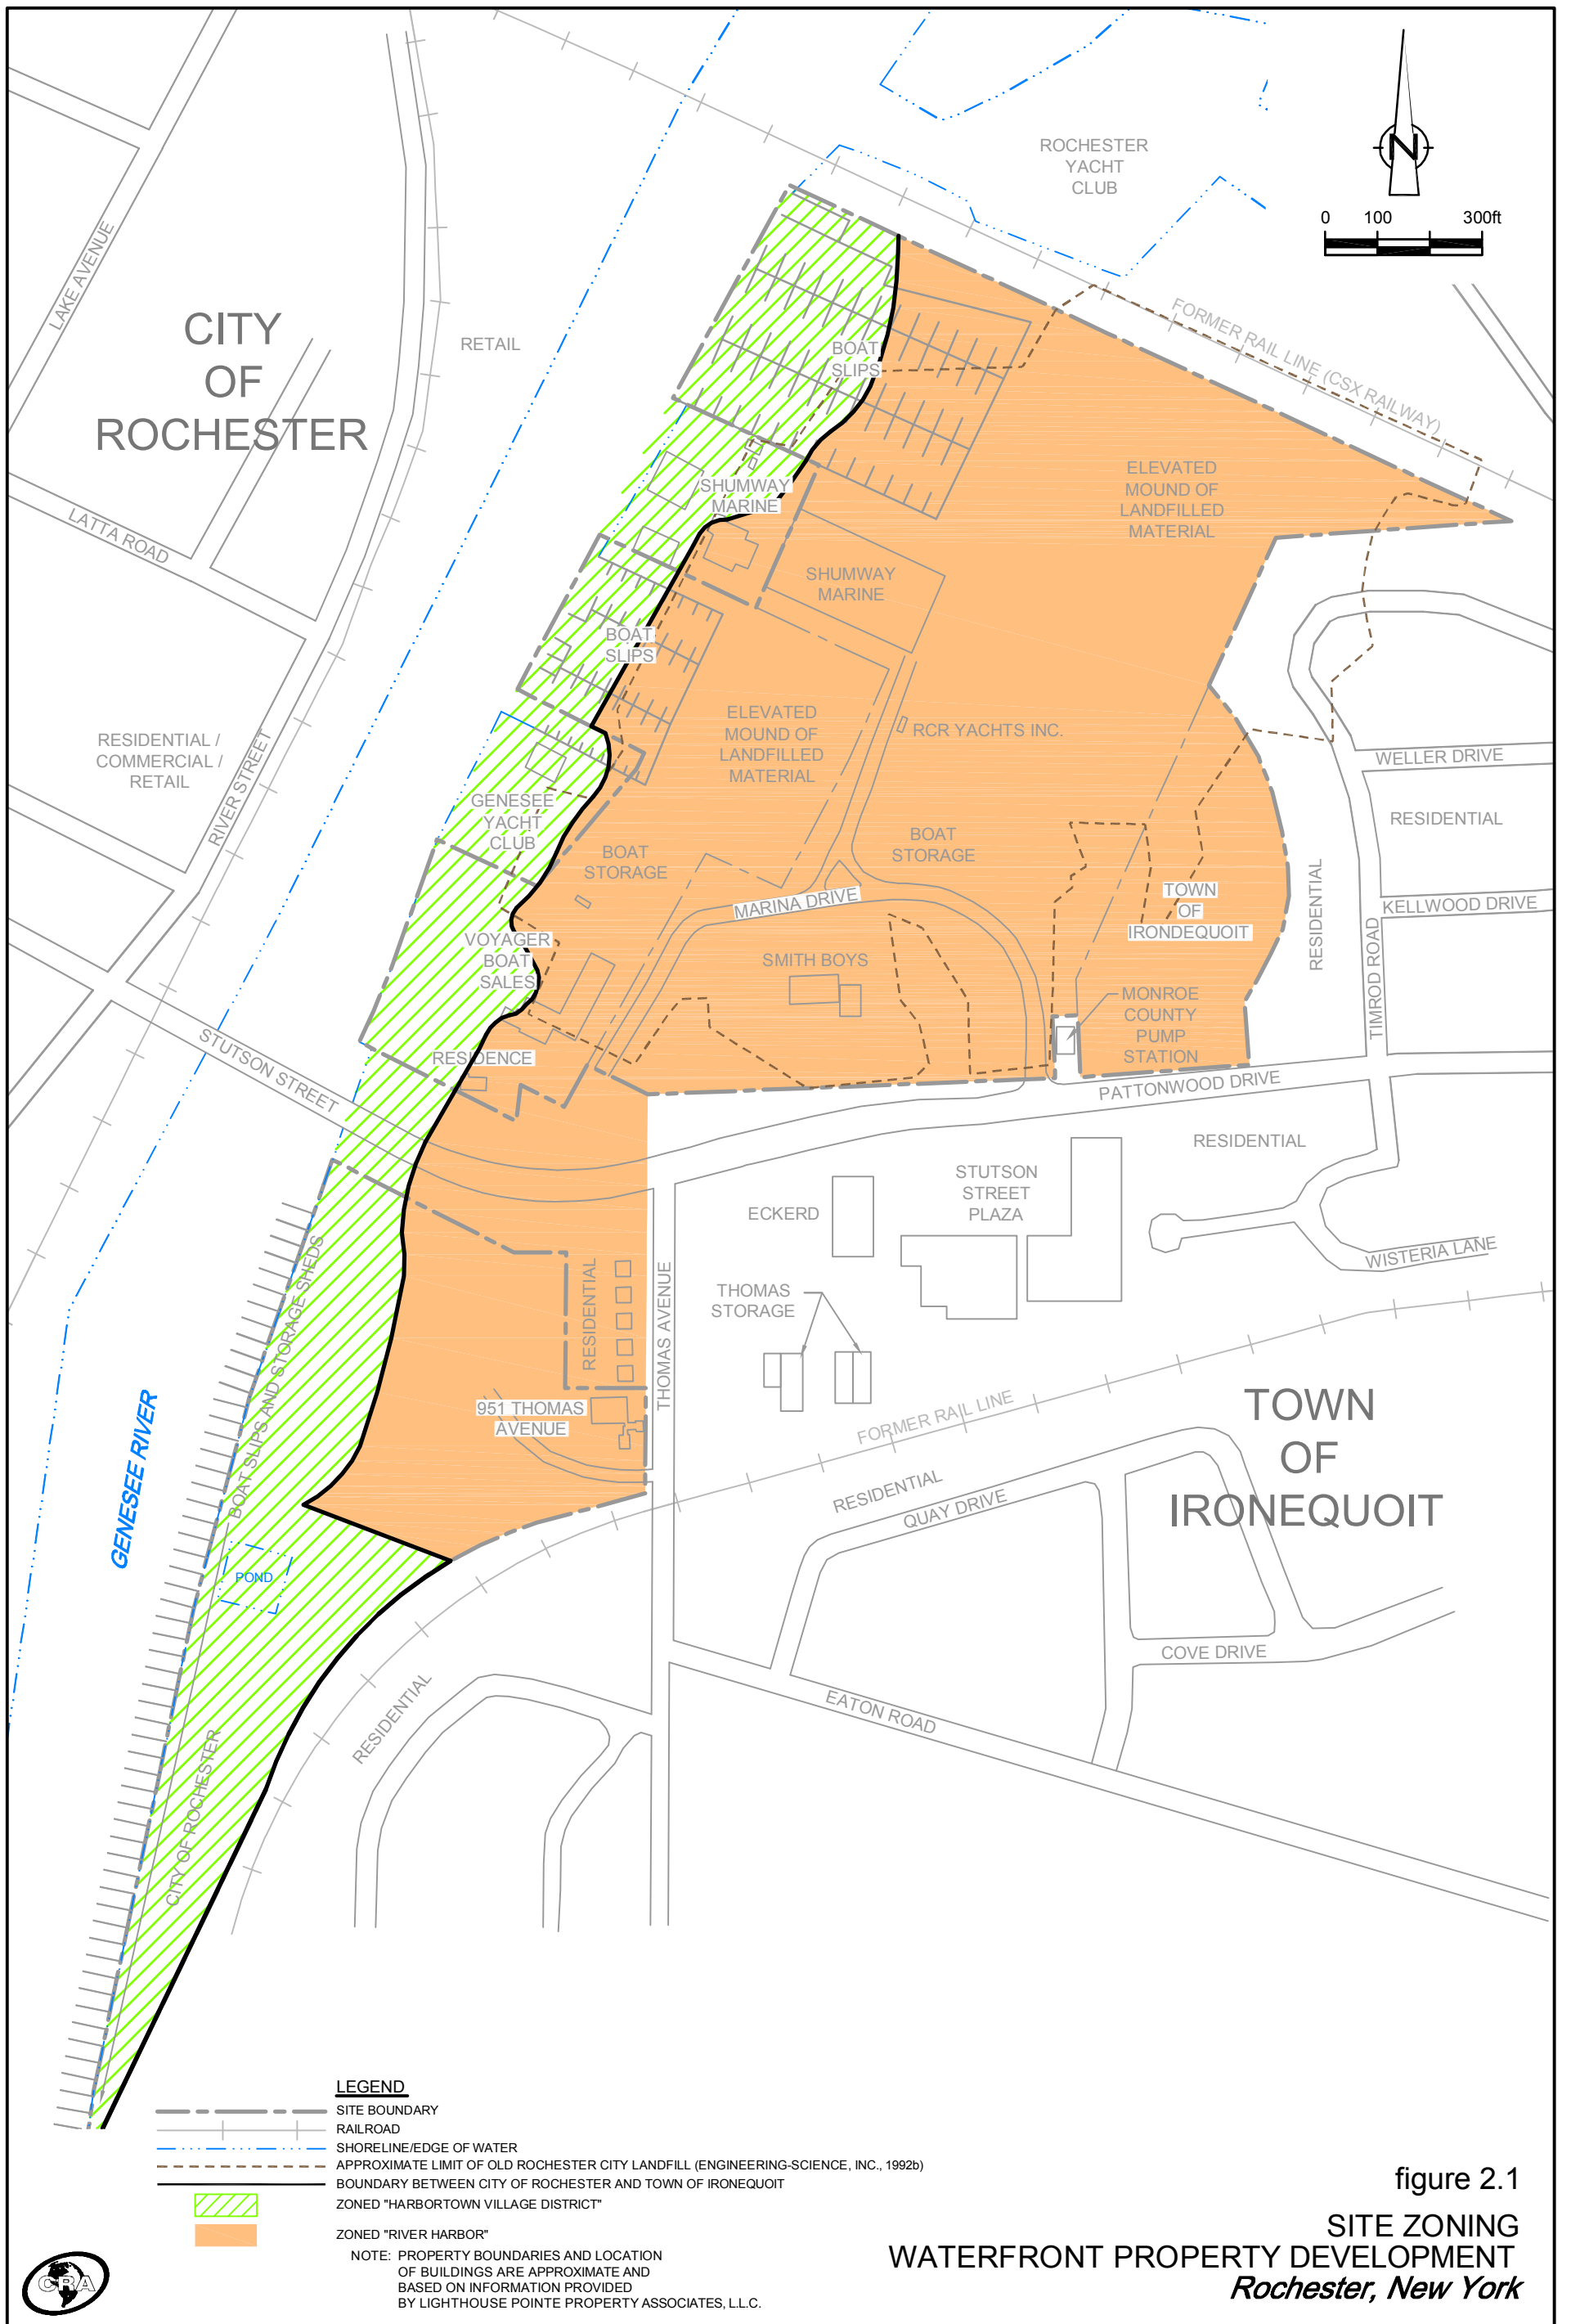 ROCHESTER
YACHT
CLUB
N
0 100 300ft
LAKE AVENUE
CITY
OF
ROCHESTER
RETAIL
BOAT
SLIPS
FORMER RAIL LINE (CSX RAILWAY)
ELEVATED
MOUND OF
LANDFILLED
MATERIAL
SHUMWAY
MARINE
LATTA ROAD
SHUMWAY
MARINE
BOAT
SLIPS
ELEVATED
MOUND OF
LANDFILLED
MATERIAL
RCR YACHTS INC.
RESIDENTIAL /
COMMERCIAL /
RETAIL
RIVER STREET
WELLER DRIVE
RESIDENTIAL
GENESEE
YACHT
CLUB
BOAT
STORAGE
BOAT
STORAGE
MARINA DRIVE
TOWN
OF
IRONDEQUOIT
RESIDENTIAL
KELLWOOD DRIVE
TIMROD ROAD
VOYAGER
BOAT
SALES
SMITH BOYS
MONROE
COUNTY
PUMP
STATION
RESIDENCE
STUTSON STREET
PATTONWOOD DRIVE
RESIDENTIAL
STUTSON
STREET
PLAZA
ECKERD
WISTERIA LANE
BOAT SLIPS AND STORAGE SHEDS
RESIDENTIAL
THOMAS AVENUE
THOMAS
STORAGE
951 THOMAS
AVENUE
FORMER RAIL LINE
TOWN
OF
IRONEQUOIT
GENESEE RIVER
RESIDENTIAL
QUAY DRIVE
POND
COVE DRIVE
RESIDENTIAL
EATON ROAD
CITY OF ROCHESTER
LEGEND
SITE BOUNDARY
RAILROAD
SHORELINE/EDGE OF WATER
APPROXIMATE LIMIT OF OLD ROCHESTER CITY LANDFILL (ENGINEERING-SCIENCE, INC., 1992b)
BOUNDARY BETWEEN CITY OF ROCHESTER AND TOWN OF IRONEQUOIT
ZONED "HARBORTOWN VILLAGE DISTRICT"
ZONED "RIVER HARBOR"
NOTE: PROPERTY BOUNDARIES AND LOCATION
OF BUILDINGS ARE APPROXIMATE AND
BASED ON INFORMATION PROVIDED
BY LIGHTHOUSE POINTE PROPERTY ASSOCIATES, L.L.C.
CRA
figure 2.1
SITE ZONING
WATERFRONT PROPERTY DEVELOPMENT
Rochester, New York